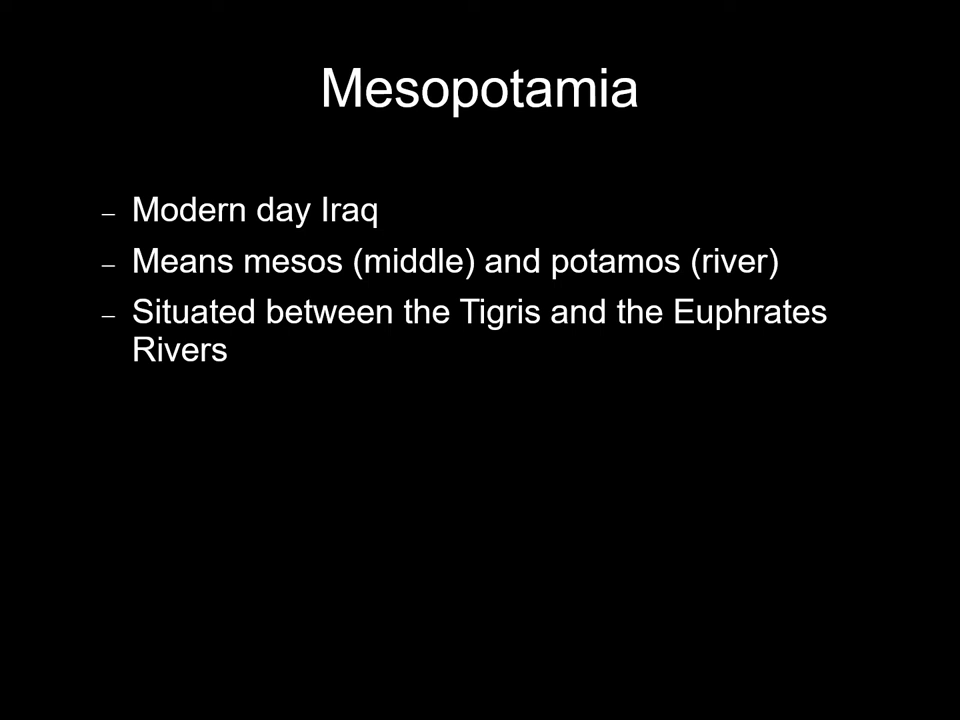 Mesopotamia
– Modern day Iraq
– Means mesos (middle) and potamos (river)
– Situated between the Tigris and the Euphrates
Rivers